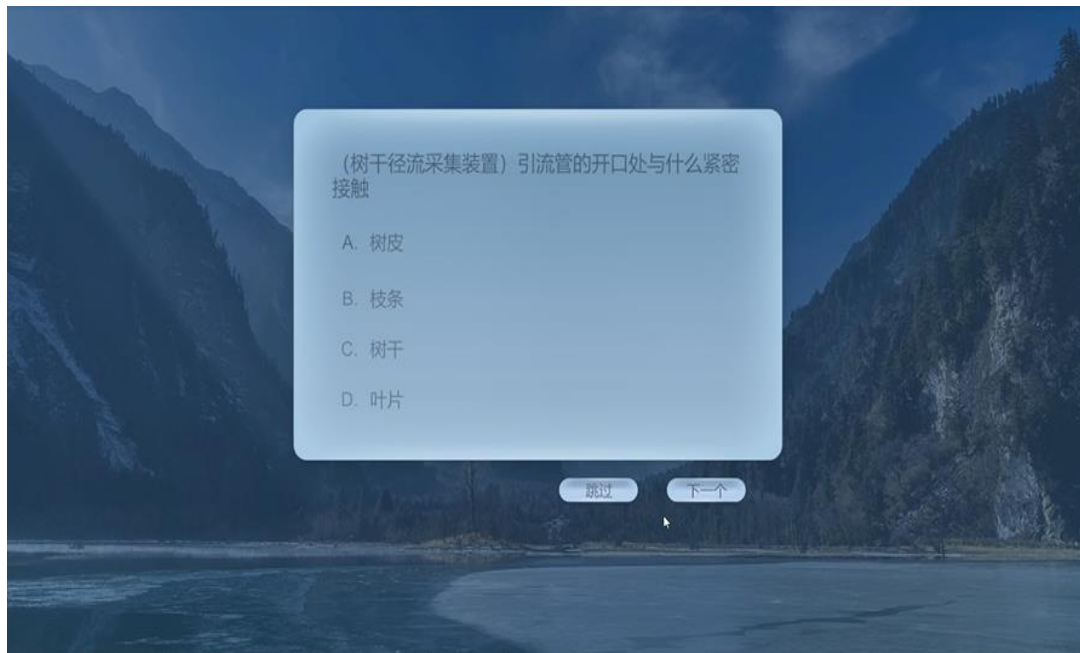 （树干径流采集装置）引流管的开口处与什么紧密
接触
A. 树皮
B. 枝条
C. 树干
D. 叶片
跳过
下一个